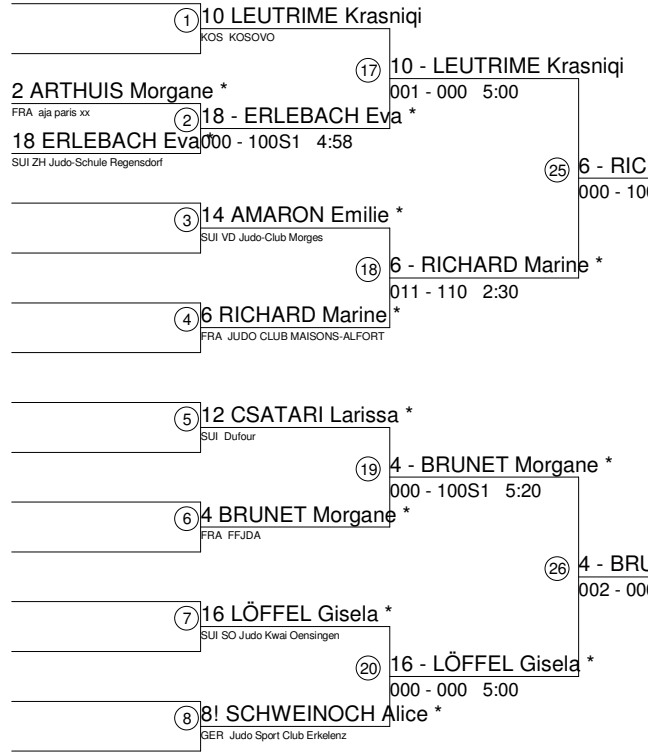 1 10 LEUTRIME Krasniqi
KOS KOSOVO
17 10 - LEUTRIME Krasniqi
001 - 000 5:00
2 ARTHUIS Morgane *
FRA aja paris xx
2 18 - ERLEBACH Eva *
18 ERLEBACH Eva *
000 - 100S1 4:58
SUI ZH Judo-Schule Regensdorf
25 6 - RIC
000 - 100
3 14 AMARON Emilie *
SUI VD Judo-Club Morges
18 6 - RICHARD Marine *
011 - 110 2:30
4 6 RICHARD Marine *
FRA JUDO CLUB MAISONS-ALFORT
5 12 CSATARI Larissa *
SUI Dufour
19 4 - BRUNET Morgane *
000 - 100S1 5:20
6 4 BRUNET Morgane *
FRA FFJDA
26 4 - BRU
002 - 000
7 16 LÖFFEL Gisela *
SUI SO Judo Kwai Oensingen
20 16 - LÖFFEL Gisela *
000 - 000 5:00
8 8! SCHWEINOCH Alice *
GER Judo Sport Club Erkelenz